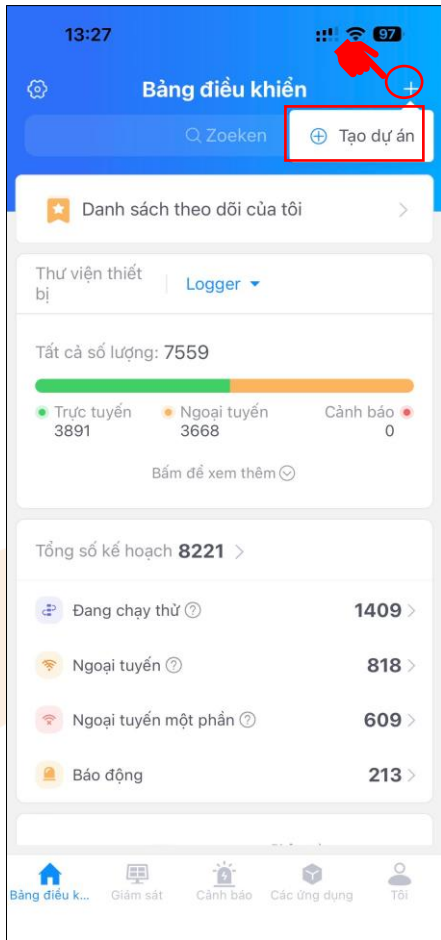 13:27
97
Bảng điều khiển
+
Zoeken
Tạo dự án
Danh sách theo dõi của tôi
Thư viện thiết
bị
Logger
Tất cả số lượng: 7559
Trực tuyến
3891
Ngoại tuyến
3668
Cảnh báo
0
Bấm để xem thêm
Tổng số kế hoạch 8221
Đang chạy thử
1409
Ngoại tuyến
818
Ngoại tuyến một phần
609
Báo động
213
Bảng điều k...
Giám sát
Cảnh báo
Các ứng dụng
Tôi